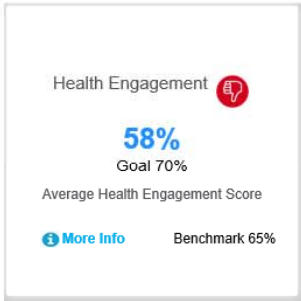 Health Engagement
58%
Goal 70%
Average Health Engagement Score
More Info Benchmark 65%